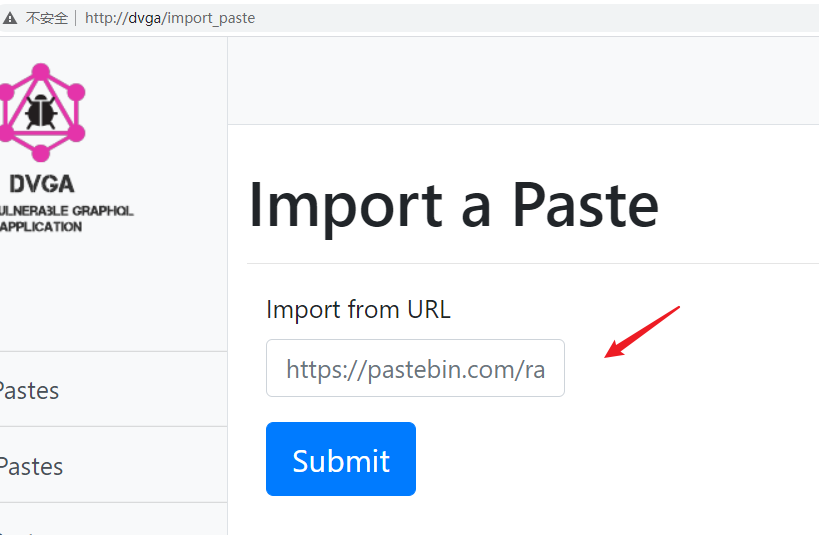 不安全 | http://dvga/import_paste
DVGA
ULNERABLE GRAPHQL
APPLICATION
Import a Paste
Import from URL
https://pastebin.com/ra
Submit
Pastes
Pastes